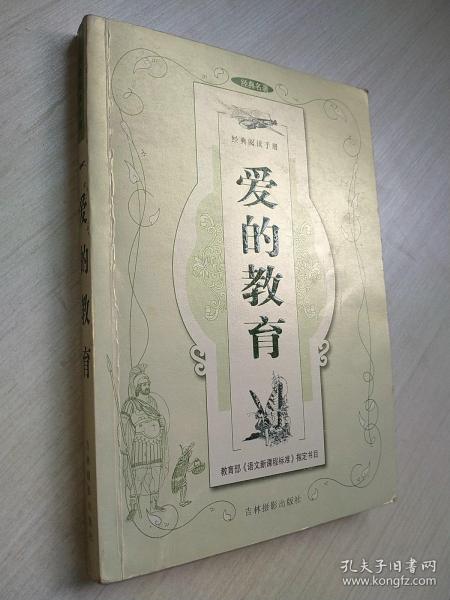 经典名著
经典阅读手册
爱的教育
教育部《语文新课程标准》指定书目
吉林摄影出版社
爱的教育
孔夫子旧书网
www.kongfz.com